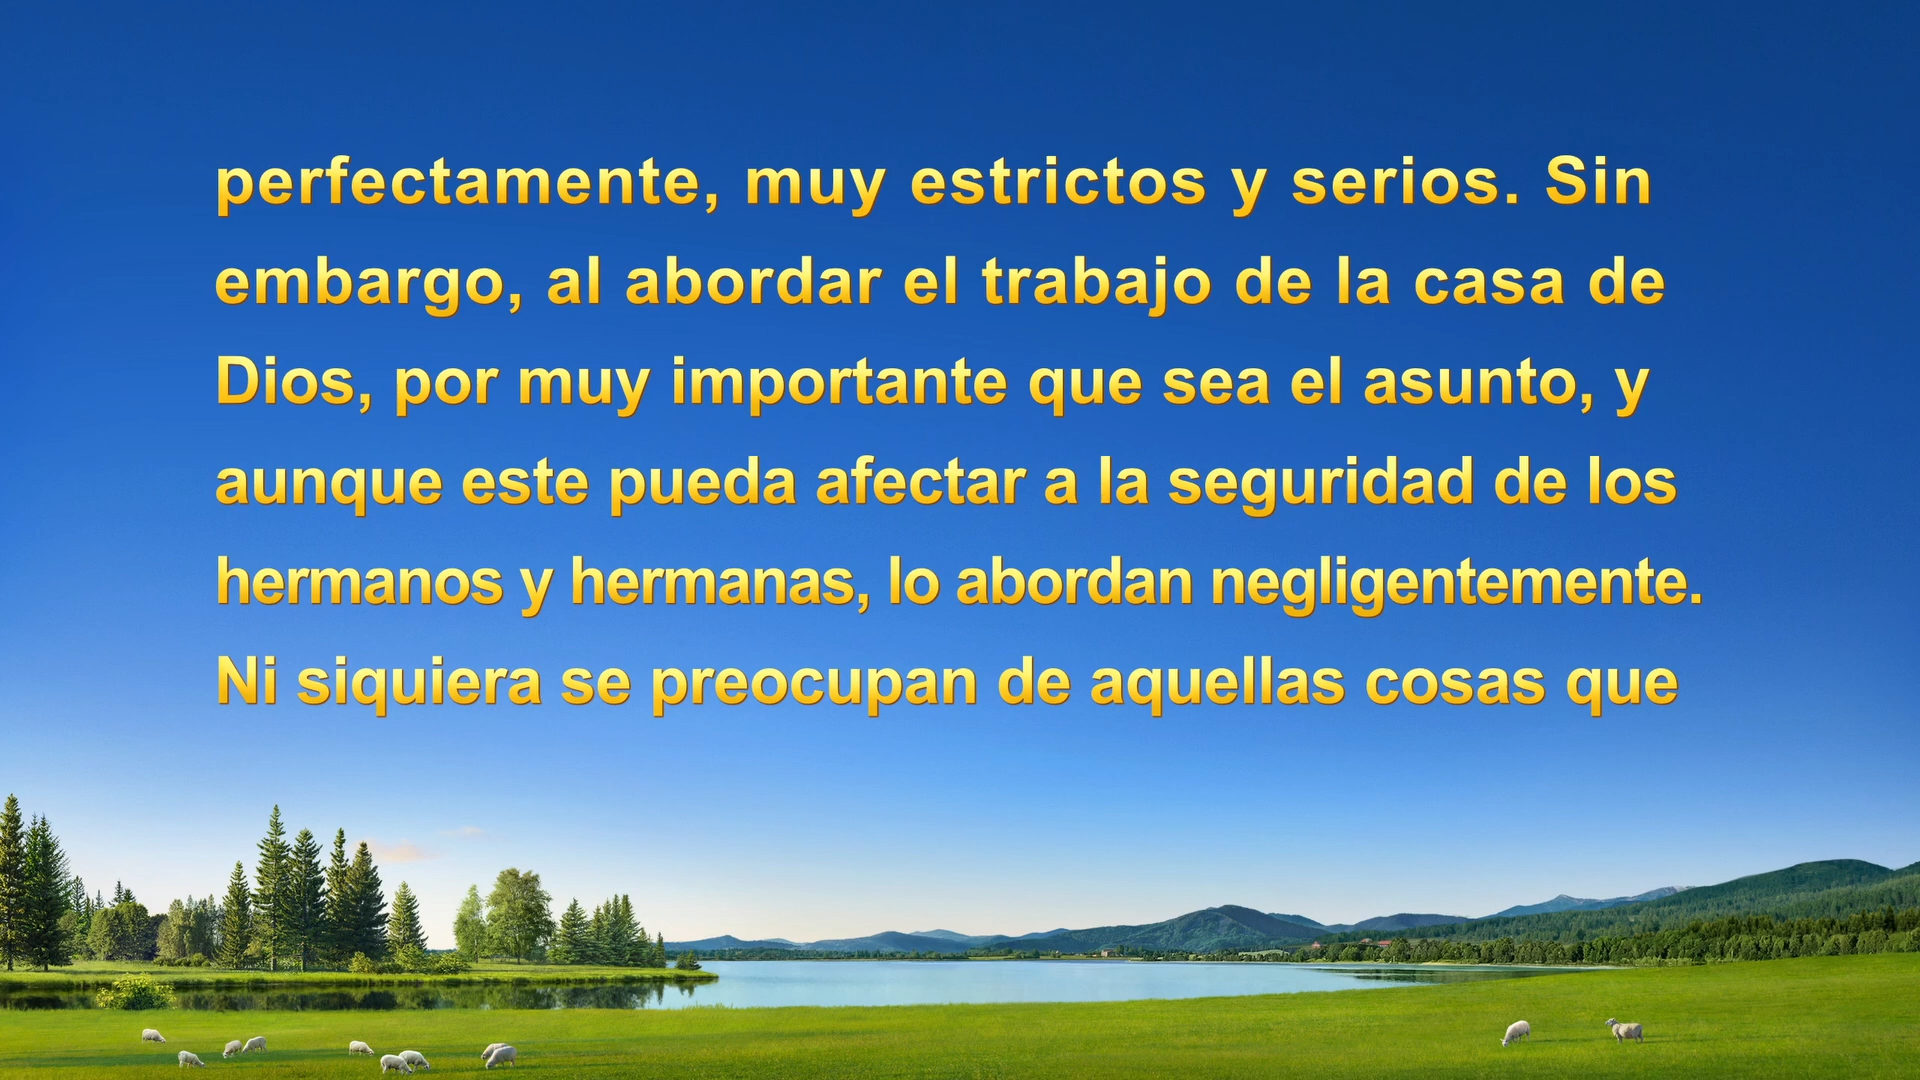 perfectamente, muy estrictos y serios. Sin
embargo, al abordar el trabajo de la casa de
Dios, por muy importante que sea el asunto, y
aunque este pueda afectar a la seguridad de los
hermanos y hermanas, lo abordan negligentemente.
Ni siquiera se preocupan de aquellas cosas que